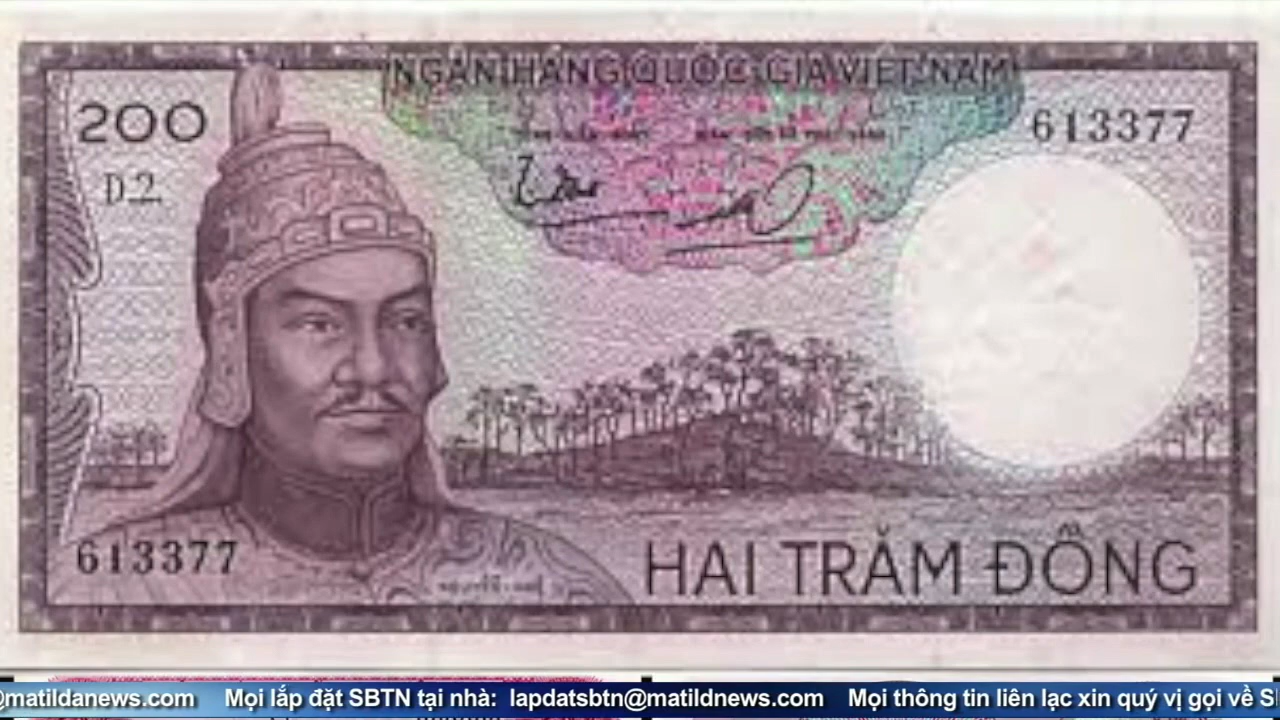 NGÂN HÀNG QUỐC GIA VIỆT NAM
200
613377
D.2.
613377
HAI TRĂM ĐỒNG
@matildanews.com Mọi lắp đặt SBTN tại nhà: lapdatsbtn@matildnews.com Mọi thông tin liên lạc xin quý vị gọi về